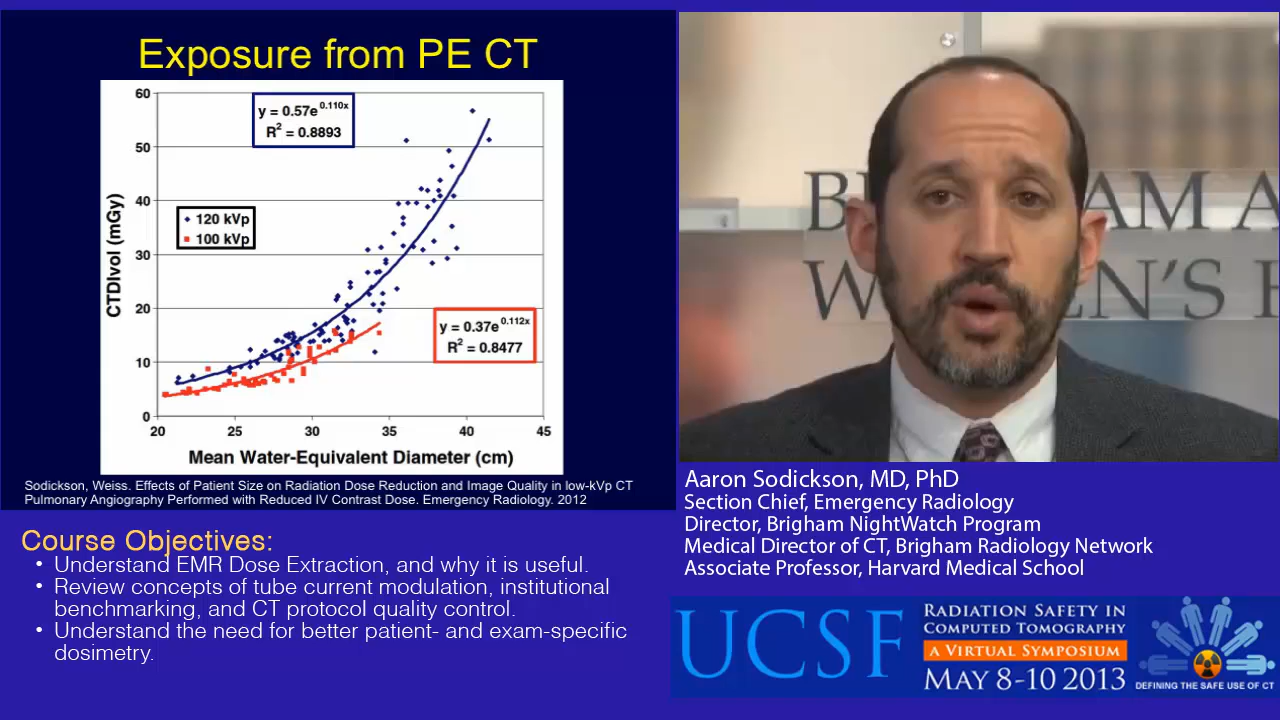 Exposure from PE CT
60
50
40
30
20
10
0
20
25
30
35
40
45
CTDIvol (mGy)
Mean Water-Equivalent Diameter (cm)
y = 0.57e^0.110x
R² = 0.8893
120 kVp
100 kVp
y = 0.37e^0.112x
R² = 0.8477
Sodickson, Weiss. Effects of Patient Size on Radiation Dose Reduction and Image Quality in low-kVp CT
Pulmonary Angiography Performed with Reduced IV Contrast Dose. Emergency Radiology. 2012
Course Objectives:
• Understand EMR Dose Extraction, and why it is useful.
• Review concepts of tube current modulation, institutional
benchmarking, and CT protocol quality control.
• Understand the need for better patient- and exam-specific
dosimetry.
Aaron Sodickson, MD, PhD
Section Chief, Emergency Radiology
Director, Brigham NightWatch Program
Medical Director of CT, Brigham Radiology Network
Associate Professor, Harvard Medical School
UCSF
RADIATION SAFETY IN
COMPUTED TOMOGRAPHY
A VIRTUAL SYMPOSIUM
MAY 8-10 2013
DEFINING THE SAFE USE OF CT